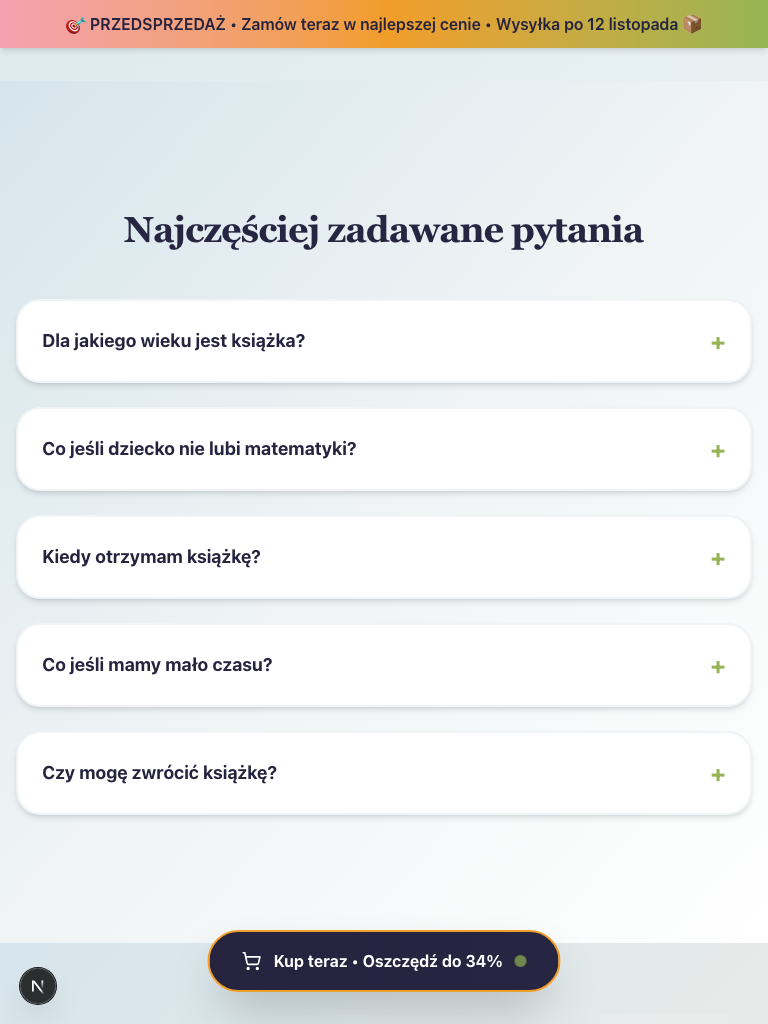 🎯 PRZEDSPRZEDAŻ • Zamów teraz w najlepszej cenie • Wysyłka po 12 listopada 📦
Najczęściej zadawane pytania
Dla jakiego wieku jest książka?
+
Co jeśli dziecko nie lubi matematyki?
+
Kiedy otrzymam książkę?
+
Co jeśli mamy mało czasu?
+
Czy mogę zwrócić książkę?
+
Kup teraz • Oszczędź do 34%
N